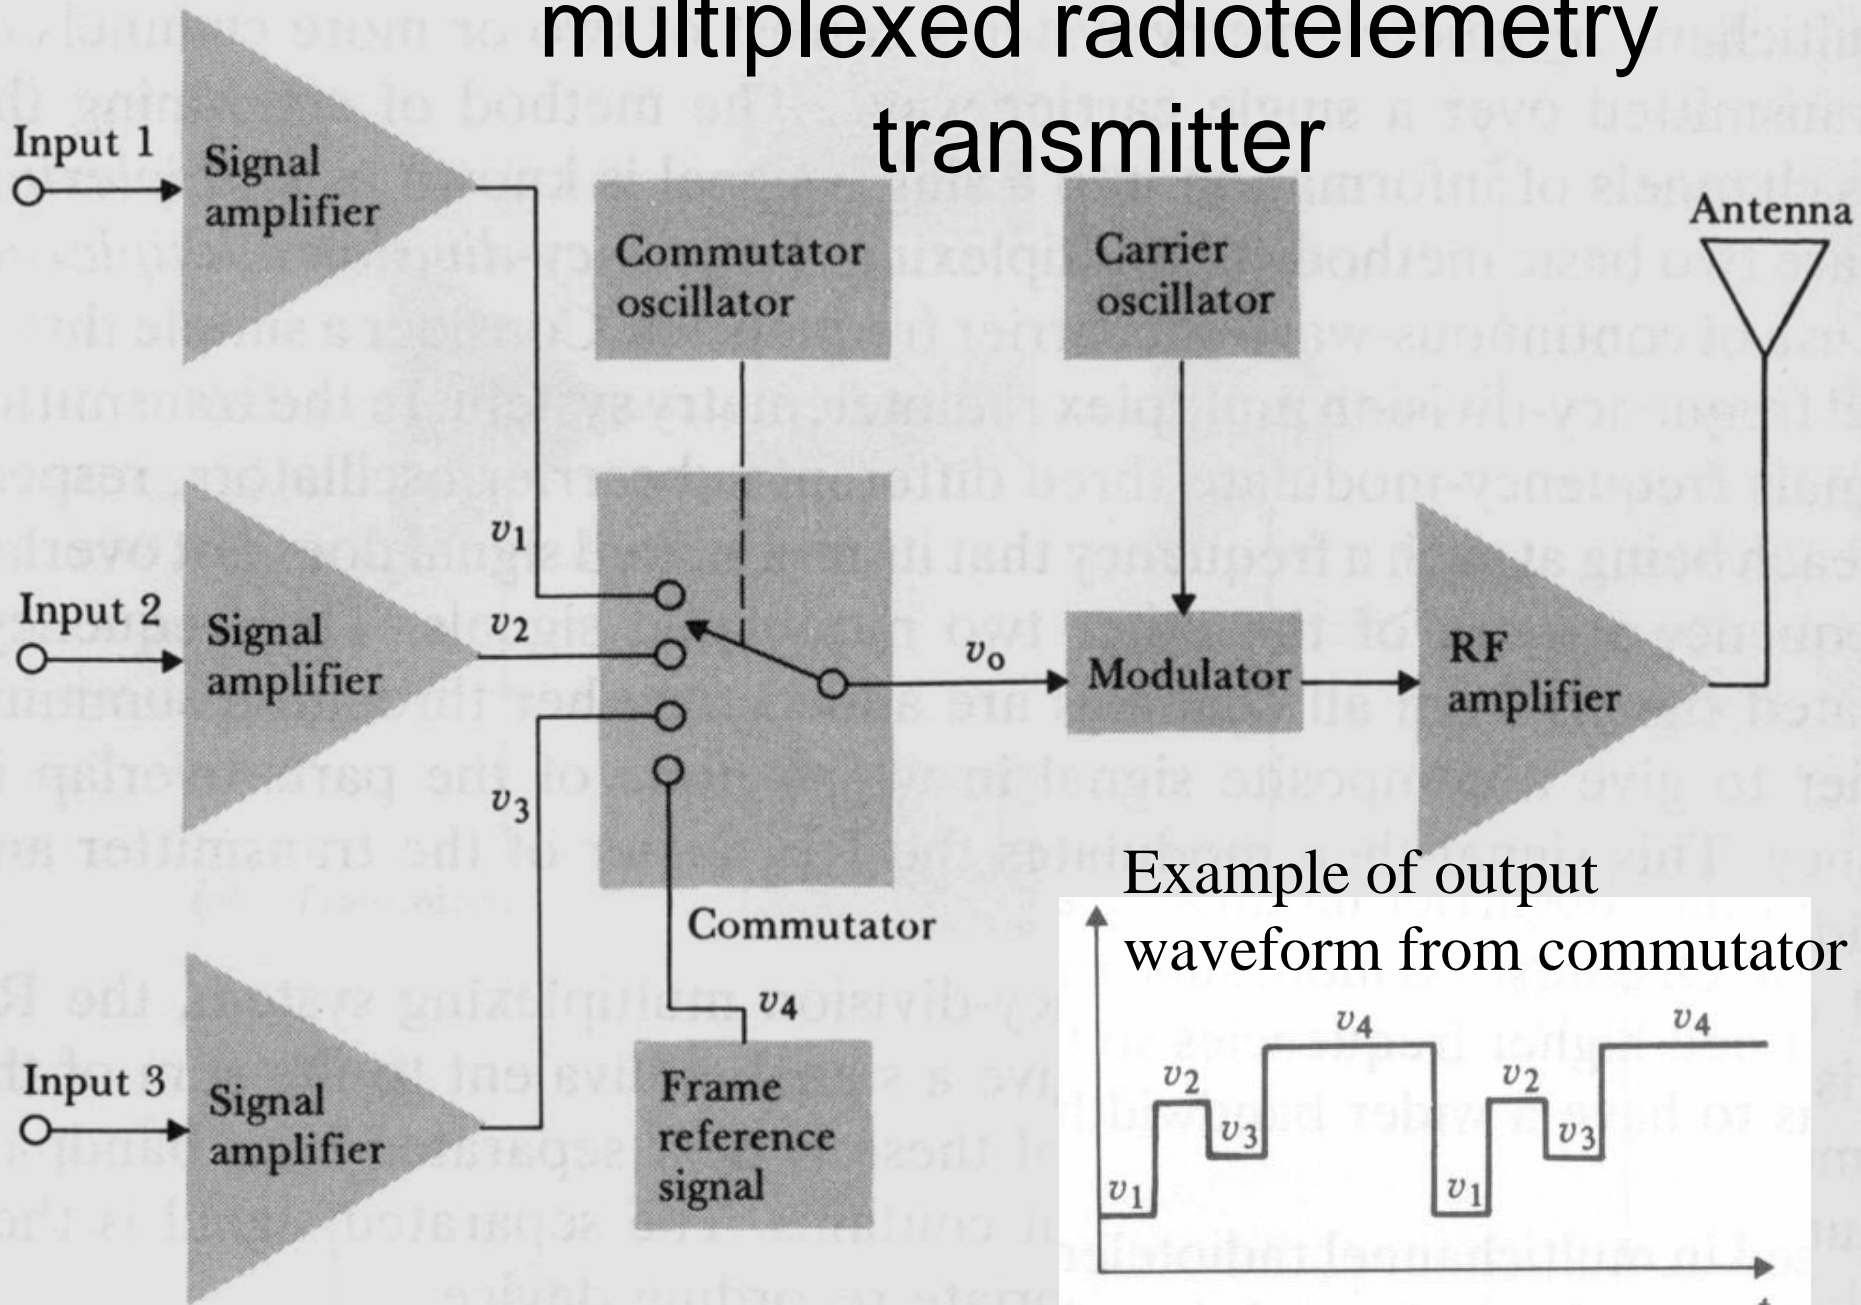 multiplexed radiotelemetry
transmitter
Input 1
Signal
amplifier
Commutator
oscillator
Carrier
oscillator
Antenna
v1
Input 2
Signal
amplifier
v2
vo
Modulator
RF
amplifier
v3
Commutator
v4
Input 3
Signal
amplifier
Frame
reference
signal
Example of output
waveform from commutator
v4
v4
v2
v2
v3
v3
v1
v1